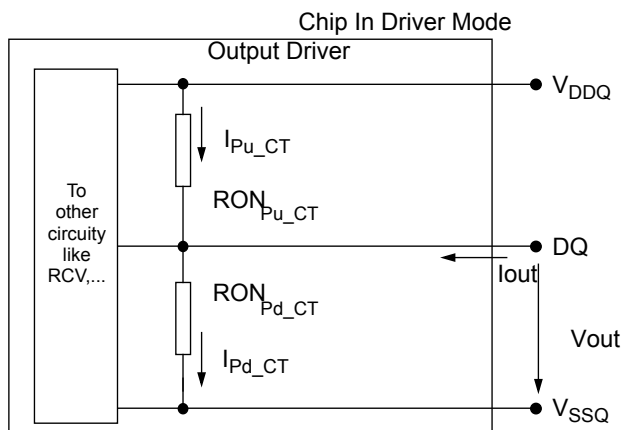 Chip In Driver Mode
Output Driver
VDDQ
IPu_CT
To
other
circuity
like
RCV,...
RONPu_CT
DQ
Iout
RONPd_CT
Vout
IPd_CT
VSSQ